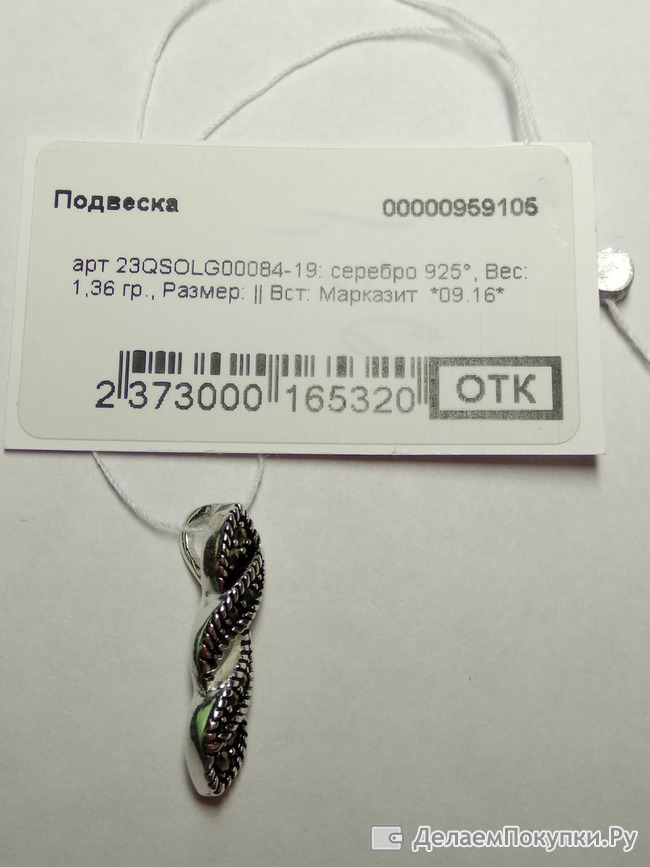 Подвеска 00000959105
арт 23QSOLG00084-19: серебро 925°, Вес:
1,36 гр., Размер: || Вст: Марказит *09.16*
2 373000 165320 ОТК
ДелаемПокупки.Ру